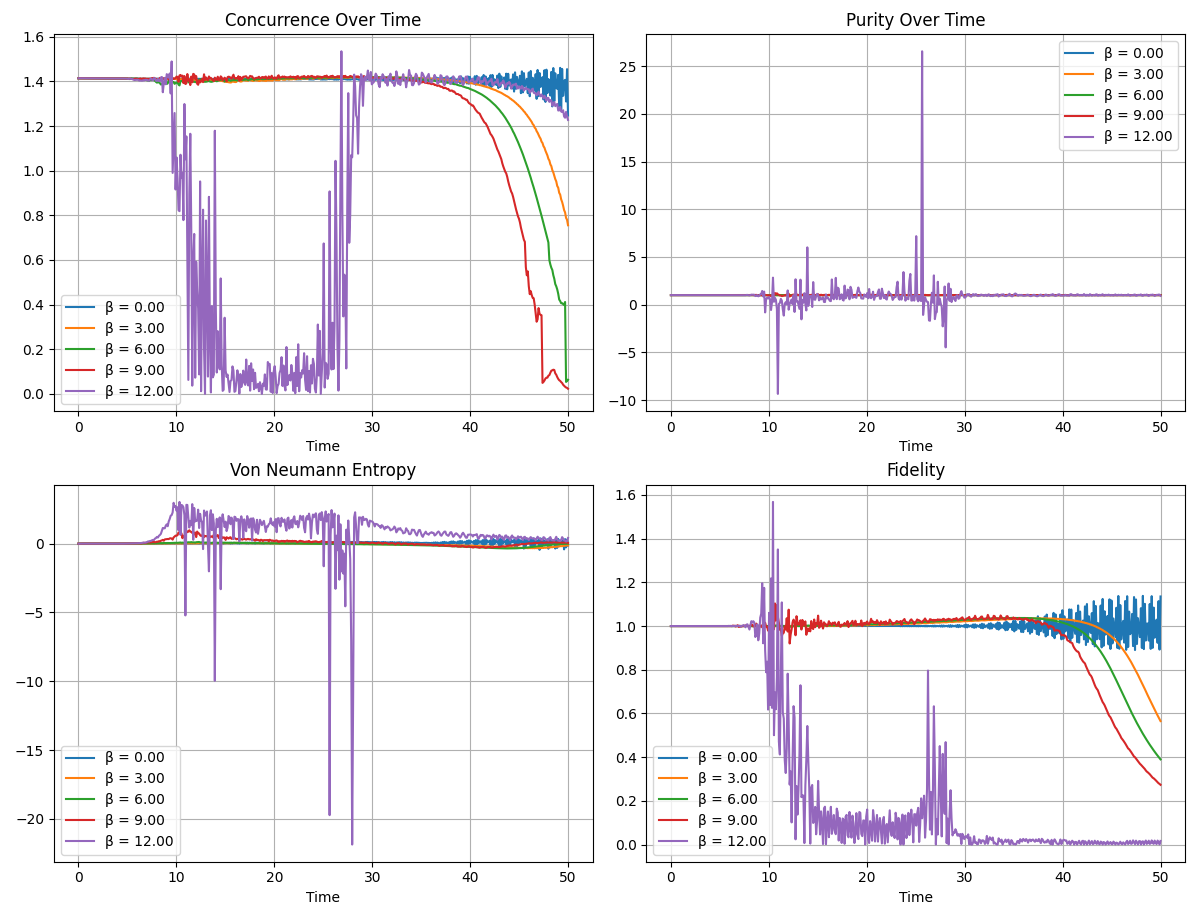 Concurrence Over Time
1.6
1.4
1.2
1.0
0.8
0.6
0.4
0.2
0.0
β = 0.00
β = 3.00
β = 6.00
β = 9.00
β = 12.00
0 10 20 30 40 50
Time
Purity Over Time
25
20
15
10
5
0
−5
−10
β = 0.00
β = 3.00
β = 6.00
β = 9.00
β = 12.00
0 10 20 30 40 50
Time
Von Neumann Entropy
0
−5
−10
−15
−20
β = 0.00
β = 3.00
β = 6.00
β = 9.00
β = 12.00
0 10 20 30 40 50
Time
Fidelity
1.6
1.4
1.2
1.0
0.8
0.6
0.4
0.2
0.0
β = 0.00
β = 3.00
β = 6.00
β = 9.00
β = 12.00
0 10 20 30 40 50
Time